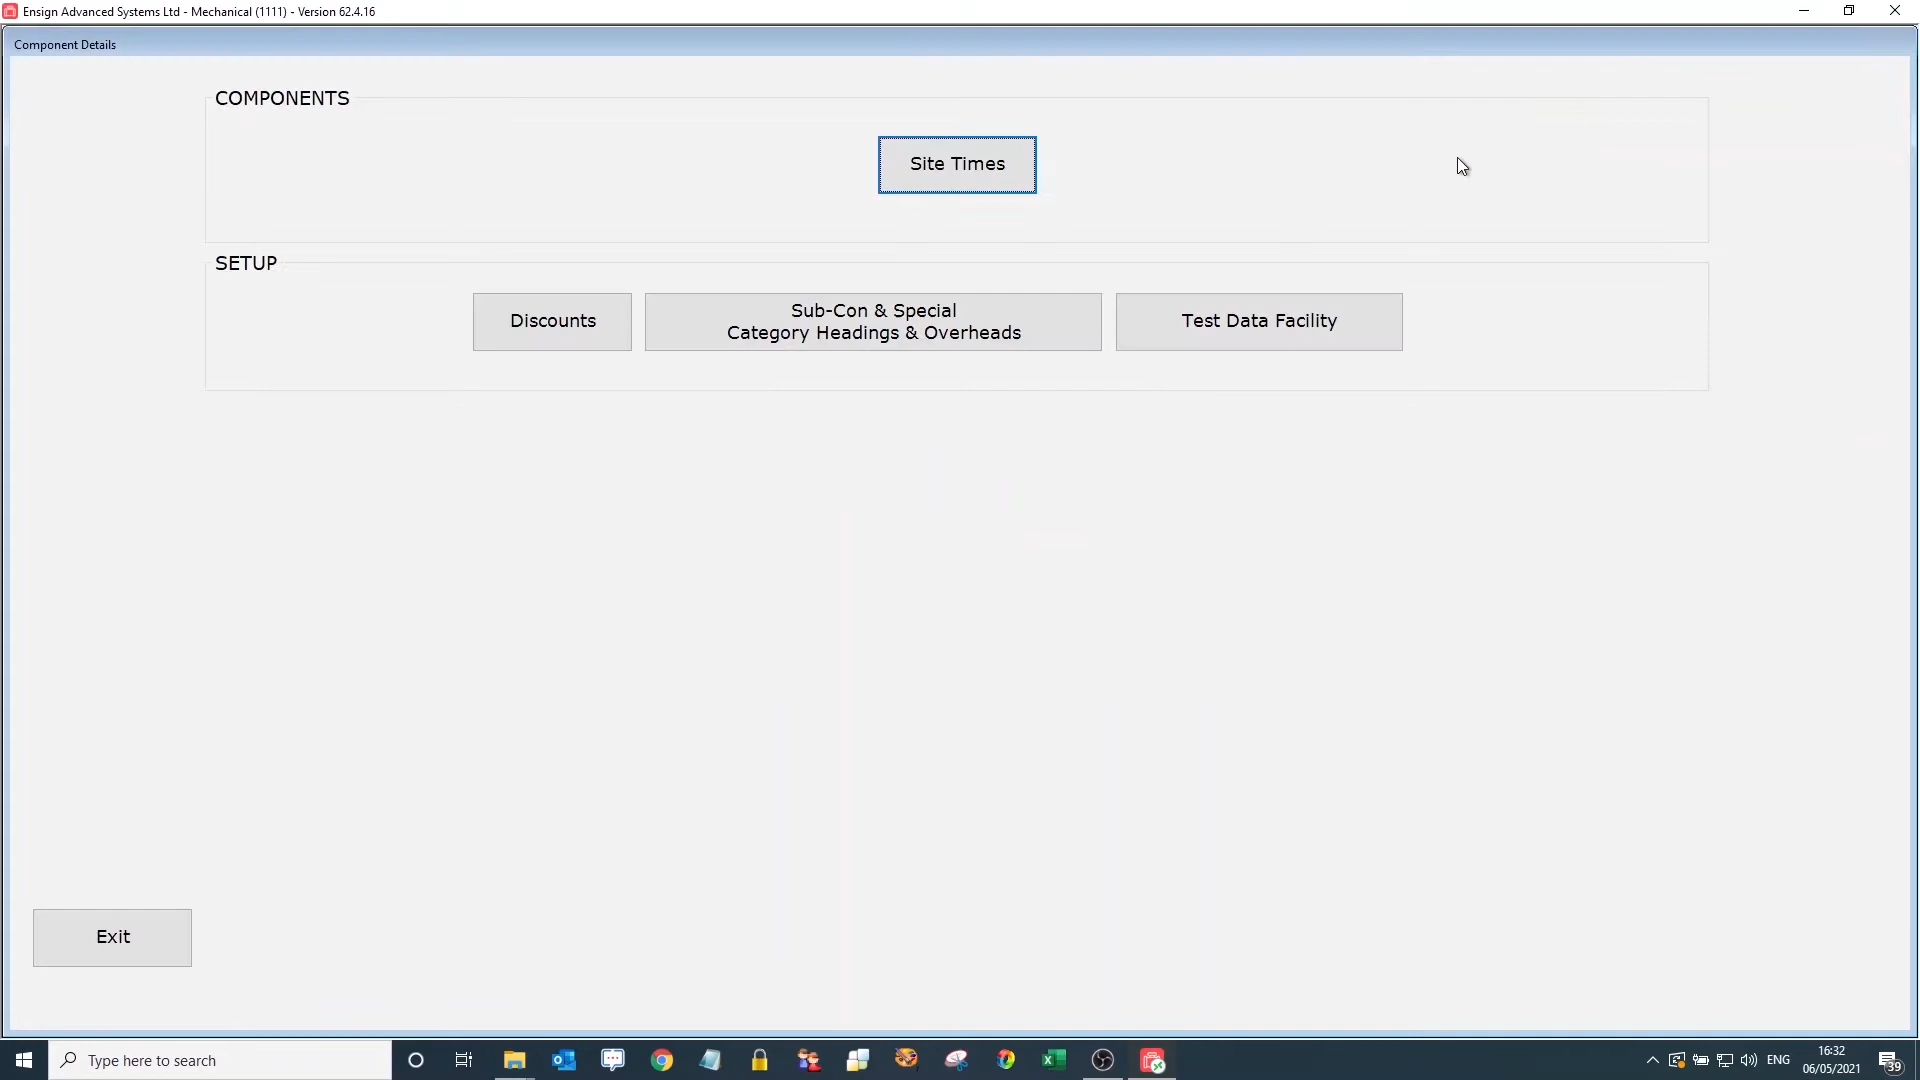 Ensign Advanced Systems Ltd - Mechanical (1111) - Version 62.4.16
Component Details
COMPONENTS
Site Times
SETUP
Discounts
Sub-Con & Special
Category Headings & Overheads
Test Data Facility
Exit
Type here to search
ENG
16:32
06/05/2021
39